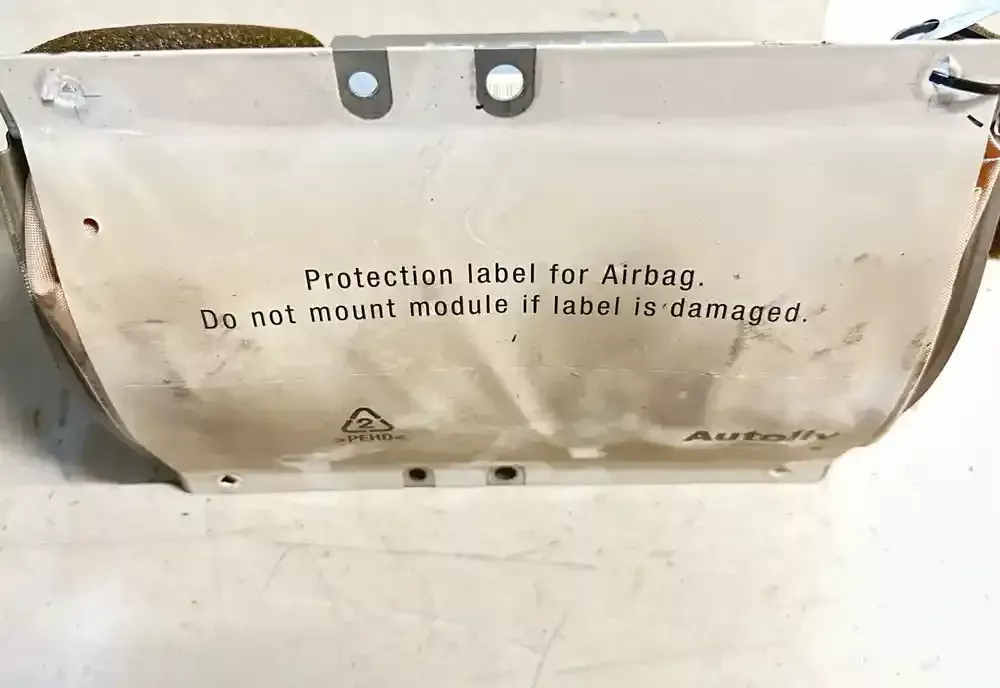 Protection label for Airbag.
Do not mount module if label is damaged.
2
>PEHD<
Autoliv